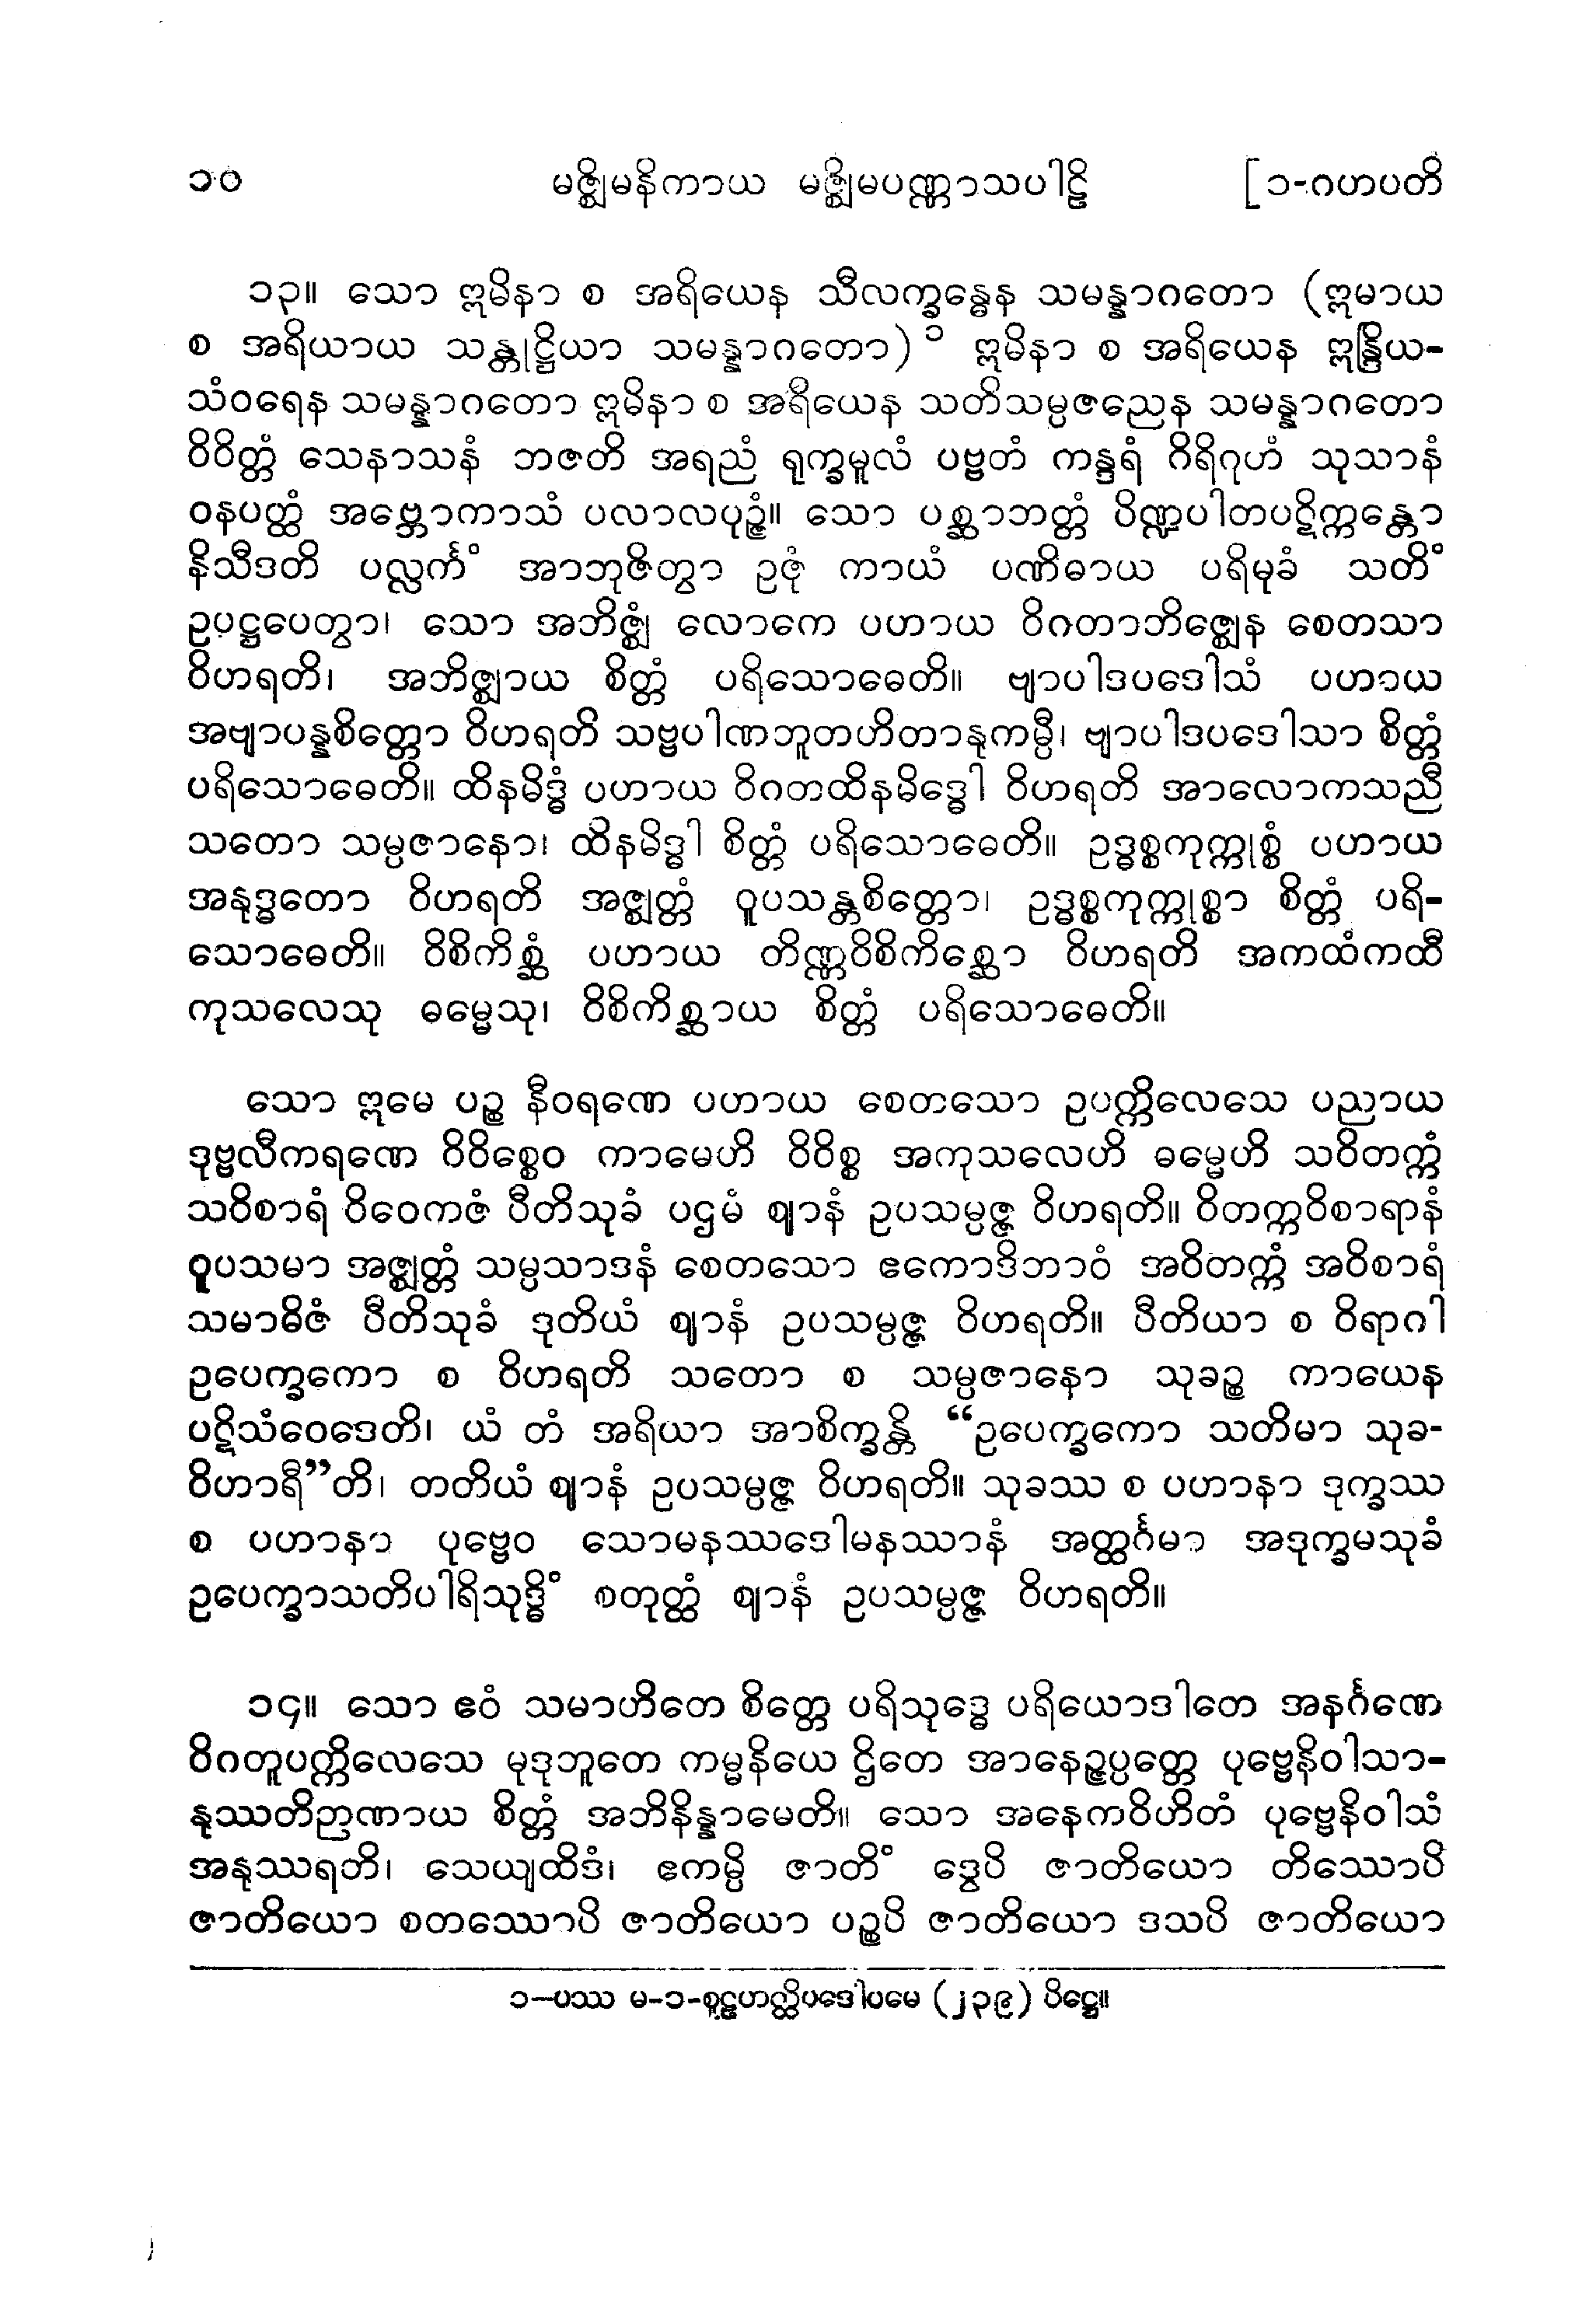 ၁၀ မဇ္ဈိမနိကာယ မဇ္ဈိမပဏ္ဏာသပါဠိ [၁-ဂဟပတိ
၁၃။ သော ဣမိနာ စ အရိယေန သီလက္ခန္ဓေန သမန္နာဂတော (ဣမာယ
စ အရိယာယ သန္တုဋ္ဌိယာ သမန္နာဂတော) ၁ ဣမိနာ စ အရိယေန ဣန္ဒြိယ-
သံဝရေန သမန္နာဂတော ဣမိနာ စ အရိယေန သတိသမ္ပဇညေန သမန္နာဂတော
ဝိဝိတ္တံ သေနာသနံ ဘဇတိ အရညံ ရုက္ခမူလံ ပဗ္ဗတံ ကန္ဒရံ ဂိရိဂုဟံ သုသာနံ
ဝနပတ္ထံ အဗ္ဘောကာသံ ပလာလပုဉ္ဇံ။ သော ပစ္ဆာဘတ္တံ ပိဏ္ဍပါတပဋိက္ကန္တော
နိသီဒတိ ပလ္လင်္ကံ အာဘုဇိတွာ ဥဇုံ ကာယံ ပဏိဓာယ ပရိမုခံ သတိံ
ဥပဋ္ဌပေတွာ၊ သော အဘိဇ္ဈံ လောကေ ပဟာယ ဝိဂတာဘိဇ္ဈေန စေတသာ
ဝိဟရတိ၊ အဘိဇ္ဈာယ စိတ္တံ ပရိသောဓေတိ။ ဗျာပါဒပဒေါသံ ပဟာယ
အဗျာပန္နစိတ္တော ဝိဟရတိ သဗ္ဗပါဏဘူတဟိတာနုကမ္ပီ၊ ဗျာပါဒပဒေါသာ စိတ္တံ
ပရိသောဓေတိ။ ထိနမိဒ္ဓံ ပဟာယ ဝိဂတထိနမိဒ္ဓေါ ဝိဟရတိ အာလောကသညီ
သတော သမ္ပဇာနော၊ ထိနမိဒ္ဓါ စိတ္တံ ပရိသောဓေတိ။ ဥဒ္ဓစ္စကုက္ကုစ္စံ ပဟာယ
အနုဒ္ဓတော ဝိဟရတိ အဇ္ဈတ္တံ ဝူပသန္တစိတ္တော၊ ဥဒ္ဓစ္စကုက္ကုစ္စာ စိတ္တံ ပရိ-
သောဓေတိ။ ဝိစိကိစ္ဆံ ပဟာယ တိဏ္ဏဝိစိကိစ္ဆော ဝိဟရတိ အကထံကထီ
ကုသလေသု ဓမ္မေသု၊ ဝိစိကိစ္ဆာယ စိတ္တံ ပရိသောဓေတိ။
သော ဣမေ ပဉ္စ နီဝရဏေ ပဟာယ စေတသော ဥပက္ကိလေသေ ပညာယ
ဒုဗ္ဗလီကရဏေ ဝိဝိစ္စေဝ ကာမေဟိ ဝိဝိစ္စ အကုသလေဟိ ဓမ္မေဟိ သဝိတက္ကံ
သဝိစာရံ ဝိဝေကဇံ ပီတိသုခံ ပဌမံ ဈာနံ ဥပသမ္ပဇ္ဇ ဝိဟရတိ။ ဝိတက္ကဝိစာရာနံ
ဝူပသမာ အဇ္ဈတ္တံ သမ္ပသာဒနံ စေတသော ဧကောဒိဘာဝံ အဝိတက္ကံ အဝိစာရံ
သမာဓိဇံ ပီတိသုခံ ဒုတိယံ ဈာနံ ဥပသမ္ပဇ္ဇ ဝိဟရတိ။ ပီတိယာ စ ဝိရာဂါ
ဥပေက္ခကော စ ဝိဟရတိ သတော စ သမ္ပဇာနော သုခဉ္စ ကာယေန
ပဋိသံဝေဒေတိ၊ ယံ တံ အရိယာ အာစိက္ခန္တိ “ဥပေက္ခကော သတိမာ သုခ-
ဝိဟာရီ”တိ၊ တတိယံ ဈာနံ ဥပသမ္ပဇ္ဇ ဝိဟရတိ။ သုခဿ စ ပဟာနာ ဒုက္ခဿ
စ ပဟာနာ ပုဗ္ဗေဝ သောမနဿဒေါမနဿာနံ အတ္ထင်္ဂမာ အဒုက္ခမသုခံ
ဥပေက္ခာသတိပါရိသုဒ္ဓိံ စတုတ္ထံ ဈာနံ ဥပသမ္ပဇ္ဇ ဝိဟရတိ။
၁၄။ သော ဧဝံ သမာဟိတေ စိတ္တေ ပရိသုဒ္ဓေ ပရိယောဒါတေ အနင်္ဂဏေ
ဝိဂတူပက္ကိလေသေ မုဒုဘူတေ ကမ္မနိယေ ဌိတေ အာနေဉ္ဇပ္ပတ္တေ ပုဗ္ဗေနိဝါသာ-
နုဿတိဉာဏာယ စိတ္တံ အဘိနိန္နာမေတိ။ သော အနေကဝိဟိတံ ပုဗ္ဗေနိဝါသံ
အနုဿရတိ၊ သေယျထိဒံ၊ ဧကမ္ပိ ဇာတိံ ဒွေပိ ဇာတိယော တိဿောပိ
ဇာတိယော စတဿောပိ ဇာတိယော ပဉ္စပိ ဇာတိယော ဒသပိ ဇာတိယော
၁—ပဿ မ-၁-စူဠဟတ္ထိပဒေါပမေ (၂၃၉) ပိဋ္ဌေ။